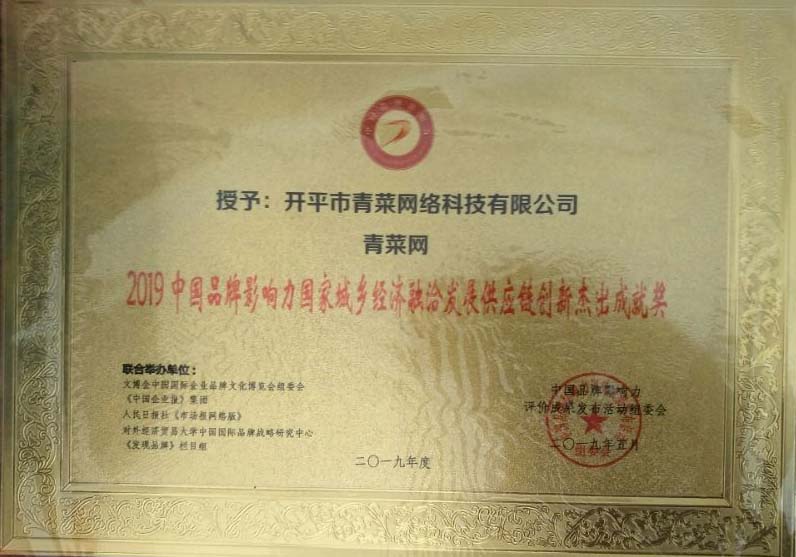 授予：开平市青菜网络科技有限公司
青菜网
2019中国品牌影响力国家城乡经济融洽发展供应链创新杰出成就奖
联合举办单位：
文博会中国国际企业品牌文化博览会组委会
《中国企业报》集团
人民日报社《市场报网络版》
对外经济贸易大学中国国际品牌战略研究中心
《发现品牌》栏目组
中国品牌影响力
评价成果发布活动组委会
二〇一九年五月
组委会
二〇一九年度